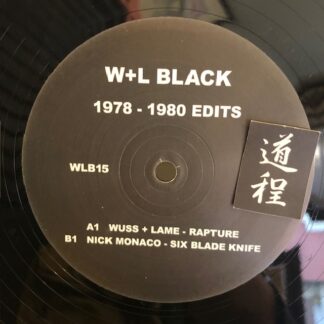 W+L BLACK
1978 - 1980 EDITS
WLB15
道程
A1 WUSS + LAME - RAPTURE
B1 NICK MONACO - SIX BLADE KNIFE